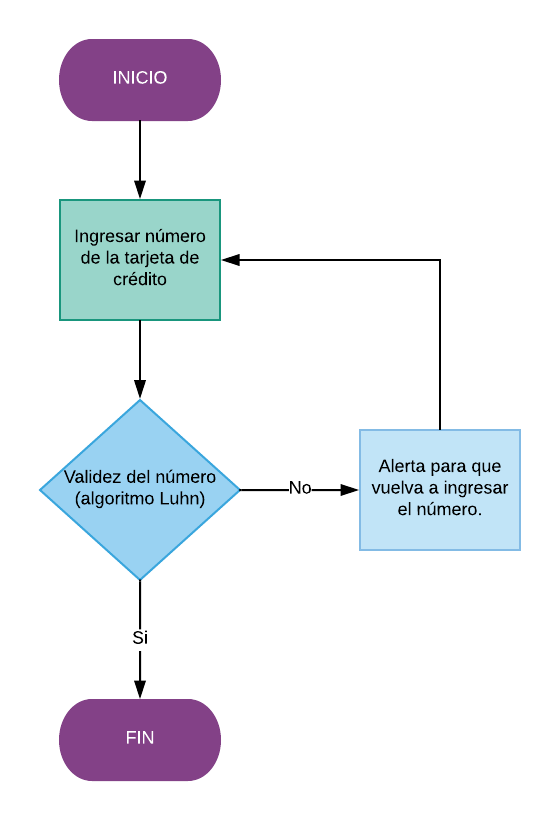 INICIO
Ingresar número
de la tarjeta de
crédito
Validez del número
(algoritmo Luhn)
No
Alerta para que
vuelva a ingresar
el número.
Si
FIN